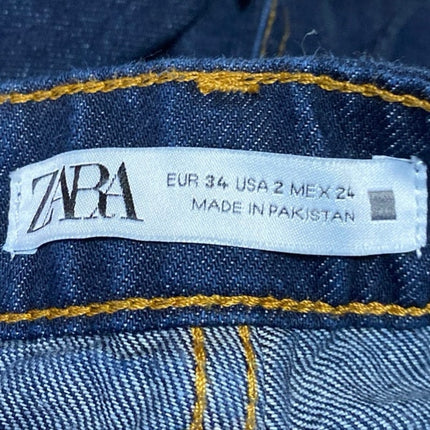 ZARA
EUR 34 USA 2 MEX 24
MADE IN PAKISTAN